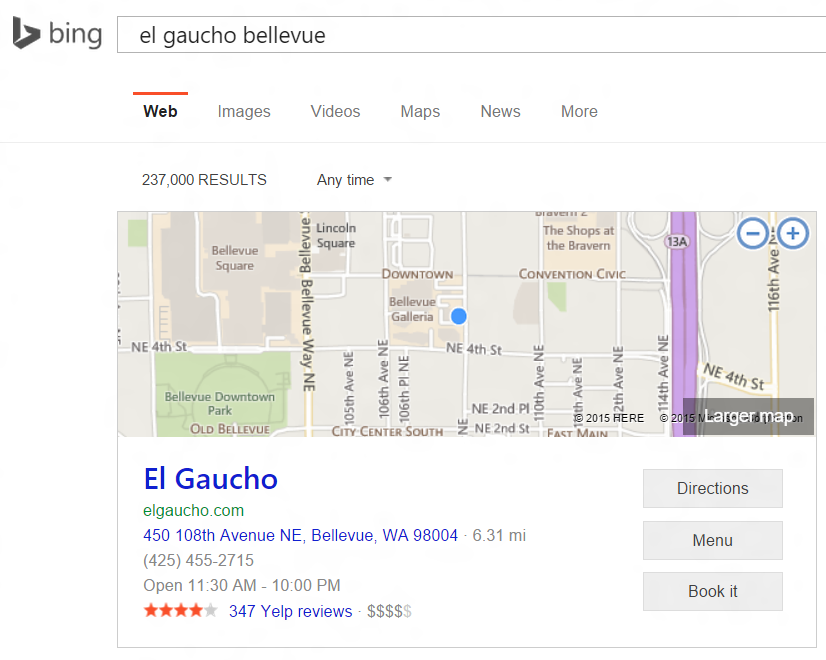 bing
el gaucho bellevue
Web Images Videos Maps News More
237,000 RESULTS Any time
Lincoln
Square
Bellevue
Square
Bellevue Way NE
The Shops at
the Bravern
13A
116th Ave NE
DOWNTOWN
CONVENTION CIVIC
Bellevue
Galleria
NE 4th St
NE 4th St
NE 4th St
105th Ave NE
106th Ave NE
106th Pl NE
110th Ave NE
114th Ave NE
Bellevue Downtown
Park
NE 2nd Pl
NE 2nd St
© 2015 HERE © 2015
Larger map
OLD BELLEVUE
CITY CENTER SOUTH
EAST MAIN
El Gaucho
elgaucho.com
450 108th Avenue NE, Bellevue, WA 98004 · 6.31 mi
(425) 455-2715
Open 11:30 AM - 10:00 PM
347 Yelp reviews · $$$$$
Directions
Menu
Book it